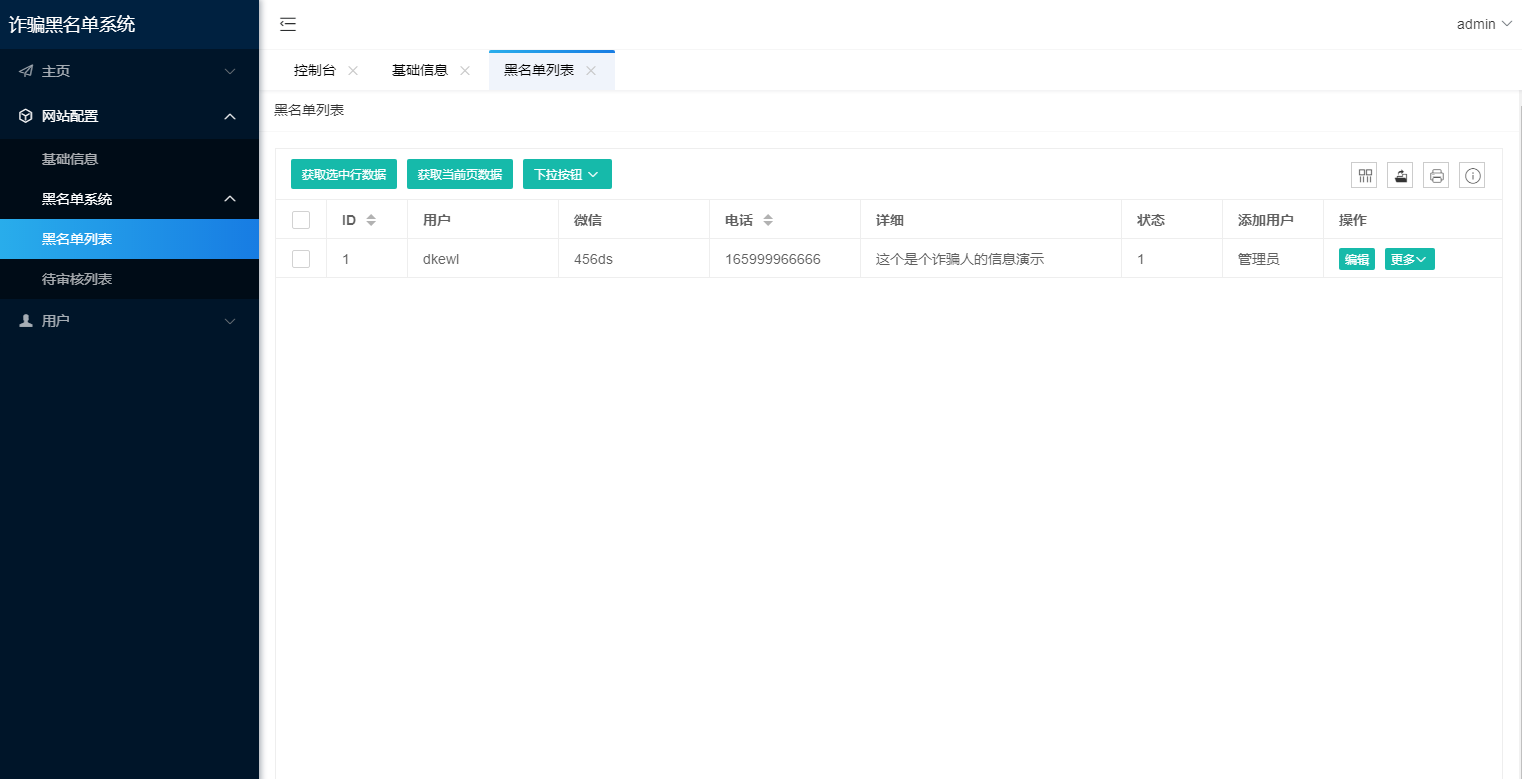 诈骗黑名单系统
admin
主页
网站配置
基础信息
黑名单系统
黑名单列表
待审核列表
用户
控制台 基础信息 黑名单列表
黑名单列表
获取选中行数据 获取当前页数据 下拉按钮
ID 用户 微信 电话 详细 状态 添加用户 操作
1 dkewl 456ds 165999966666 这个是个诈骗人的信息演示 1 管理员 编辑 更多